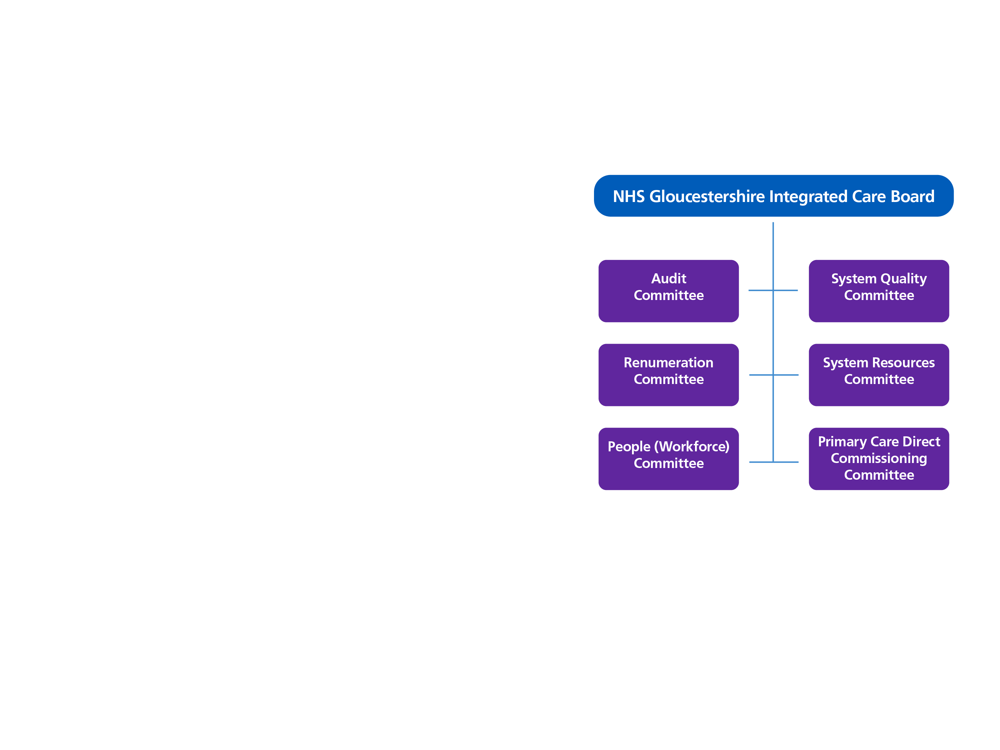 NHS Gloucestershire Integrated Care Board
Audit
Committee
System Quality
Committee
Renumeration
Committee
System Resources
Committee
People (Workforce)
Committee
Primary Care Direct
Commissioning
Committee